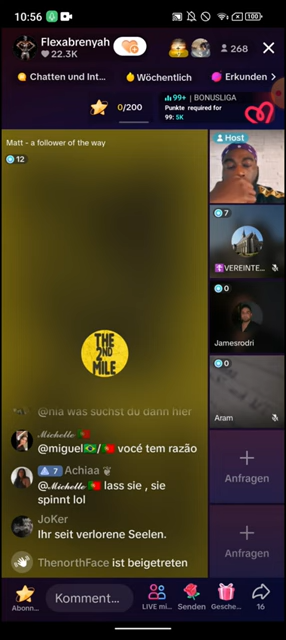 10:56
100
Flexabrenyah
22.3K
268
Chatten und Int...
Wöchentlich
Erkunden
0/200
99+ | BONUSLIGA
Punkte required for
99: 5K
Matt - a follower of the way
12
Host
THE
2ND
MILE
7
VEREINTE...
0
Jamesrodri
0
Aram
@nia was suchst du dann hier
Michelle
@miguel / você tem razão
7 Achiaa
@Michelle lass sie , sie
spinnt lol
JoKer
Ihr seit verlorene Seelen.
ThenorthFace ist beigetreten
Anfragen
Anfragen
Abonn...
Komment...
LIVE mi...
Senden
Gesche...
16